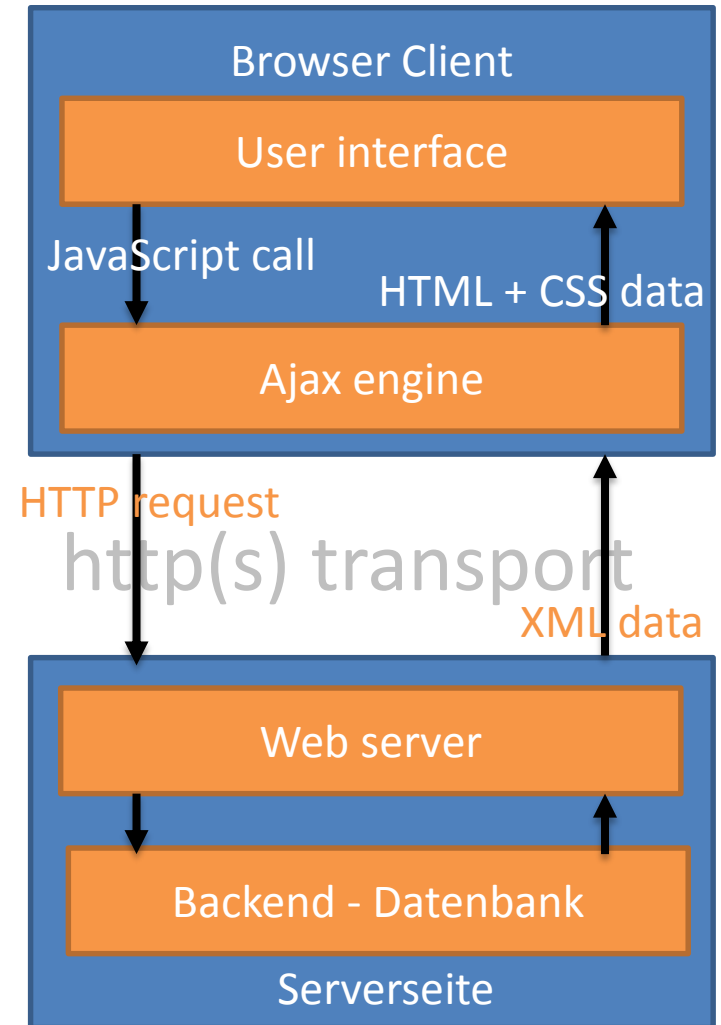 Browser Client
User interface
JavaScript call
HTML + CSS data
Ajax engine
HTTP request
http(s) transport
XML data
Web server
Backend - Datenbank
Serverseite